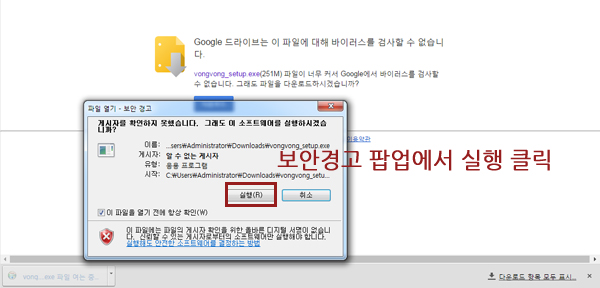 Google 드라이브는 이 파일에 대해 바이러스를 검사할 수 없습니
다.
vongvong_setup.exe(251M) 파일이 너무 커서 Google에서 바이러스를 검사할
수 없습니다. 그래도 파일을 다운로드하시겠습니까?
파일 열기 - 보안 경고
게시자를 확인하지 못했습니다. 그래도 이 소프트웨어를 실행하시겠습
니까?
이름: ...sers₩Administrator₩Downloads₩vongvong_setup.exe
게시자: 알 수 없는 게시자
유형: 응용 프로그램
시작: C:₩Users₩Administrator₩Downloads₩vongvong_setu...
실행(R) 취소
이 파일을 열기 전에 항상 확인(W)
이 파일에는 파일의 게시자 확인을 위한 올바른 디지털 서명이 없습니
다. 신뢰할 수 있는 게시자로부터의 소프트웨어만 실행해야 합니다.
실행해도 안전한 소프트웨어를 결정하는 방법
이용약관
보안경고 팝업에서 실행 클릭
vong...exe 파일 여는 중...
다운로드 항목 모두 표시...